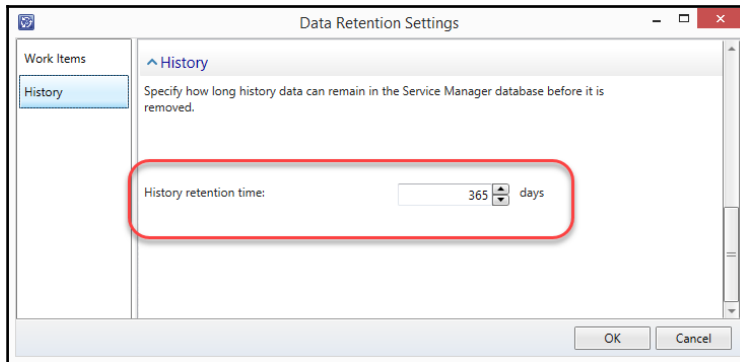 Data Retention Settings
Work Items
History
History
Specify how long history data can remain in the Service Manager database before it is
removed.
History retention time: 365 days
OK Cancel